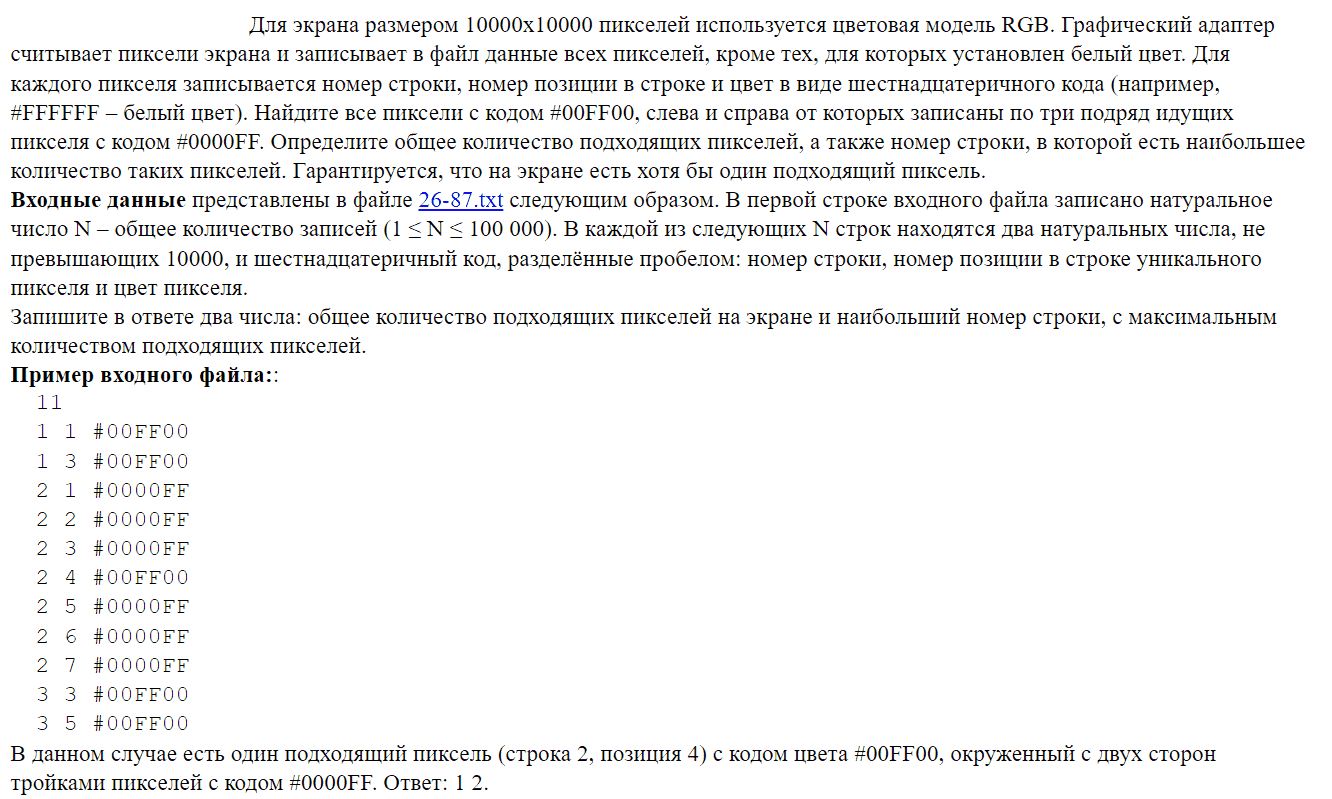 Для экрана размером 10000x10000 пикселей используется цветовая модель RGB. Графический адаптер
считывает пиксели экрана и записывает в файл данные всех пикселей, кроме тех, для которых установлен белый цвет. Для
каждого пикселя записывается номер строки, номер позиции в строке и цвет в виде шестнадцатеричного кода (например,
#FFFFFF – белый цвет). Найдите все пиксели с кодом #00FF00, слева и справа от которых записаны по три подряд идущих
пикселя с кодом #0000FF. Определите общее количество подходящих пикселей, а также номер строки, в которой есть наибольшее
количество таких пикселей. Гарантируется, что на экране есть хотя бы один подходящий пиксель.
Входные данные представлены в файле 26-87.txt следующим образом. В первой строке входного файла записано натуральное
число N – общее количество записей (1 ≤ N ≤ 100 000). В каждой из следующих N строк находятся два натуральных числа, не
превышающих 10000, и шестнадцатеричный код, разделённые пробелом: номер строки, номер позиции в строке уникального
пикселя и цвет пикселя.
Запишите в ответе два числа: общее количество подходящих пикселей на экране и наибольший номер строки, с максимальным
количеством подходящих пикселей.
Пример входного файла::
11
1 1 #00FF00
1 3 #00FF00
2 1 #0000FF
2 2 #0000FF
2 3 #0000FF
2 4 #00FF00
2 5 #0000FF
2 6 #0000FF
2 7 #0000FF
3 3 #00FF00
3 5 #00FF00
В данном случае есть один подходящий пиксель (строка 2, позиция 4) с кодом цвета #00FF00, окруженный с двух сторон
тройками пикселей с кодом #0000FF. Ответ: 1 2.